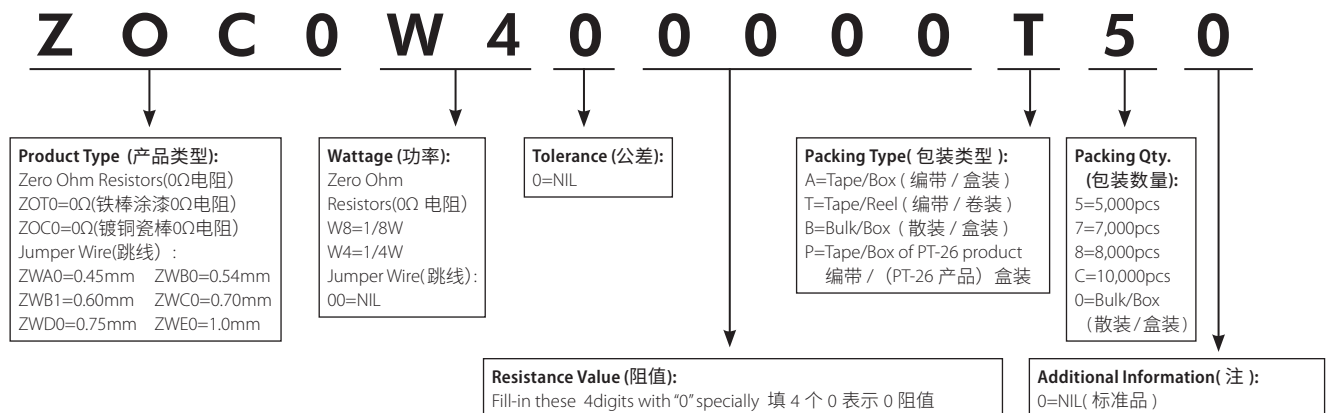 Z O C 0 W 4 0 0 0 0 0 T 5 0
Product Type (产品类型):
Zero Ohm Resistors(0Ω电阻)
ZOT0=0Ω(铁棒涂漆0Ω电阻)
ZOC0=0Ω(镀铜瓷棒0Ω电阻)
Jumper Wire(跳线）:
ZWA0=0.45mm ZWB0=0.54mm
ZWB1=0.60mm ZWC0=0.70mm
ZWD0=0.75mm ZWE0=1.0mm
Wattage (功率):
Zero Ohm
Resistors(0Ω 电阻)
W8=1/8W
W4=1/4W
Jumper Wire(跳线):
00=NIL
Tolerance (公差):
0=NIL
Packing Type( 包装类型 ):
A=Tape/Box ( 编带 / 盒装 )
T=Tape/Reel ( 编带 / 卷装 )
B=Bulk/Box ( 散装 / 盒装 )
P=Tape/Box of PT-26 product
编带 /（PT-26 产品）盒装
Packing Qty.
(包装数量):
5=5,000pcs
7=7,000pcs
8=8,000pcs
C=10,000pcs
0=Bulk/Box
（散装 / 盒装）
Resistance Value (阻值):
Fill-in these 4digits with "0" specially 填 4 个 0 表示 0 阻值
Additional Information( 注 ):
0=NIL( 标准品 )